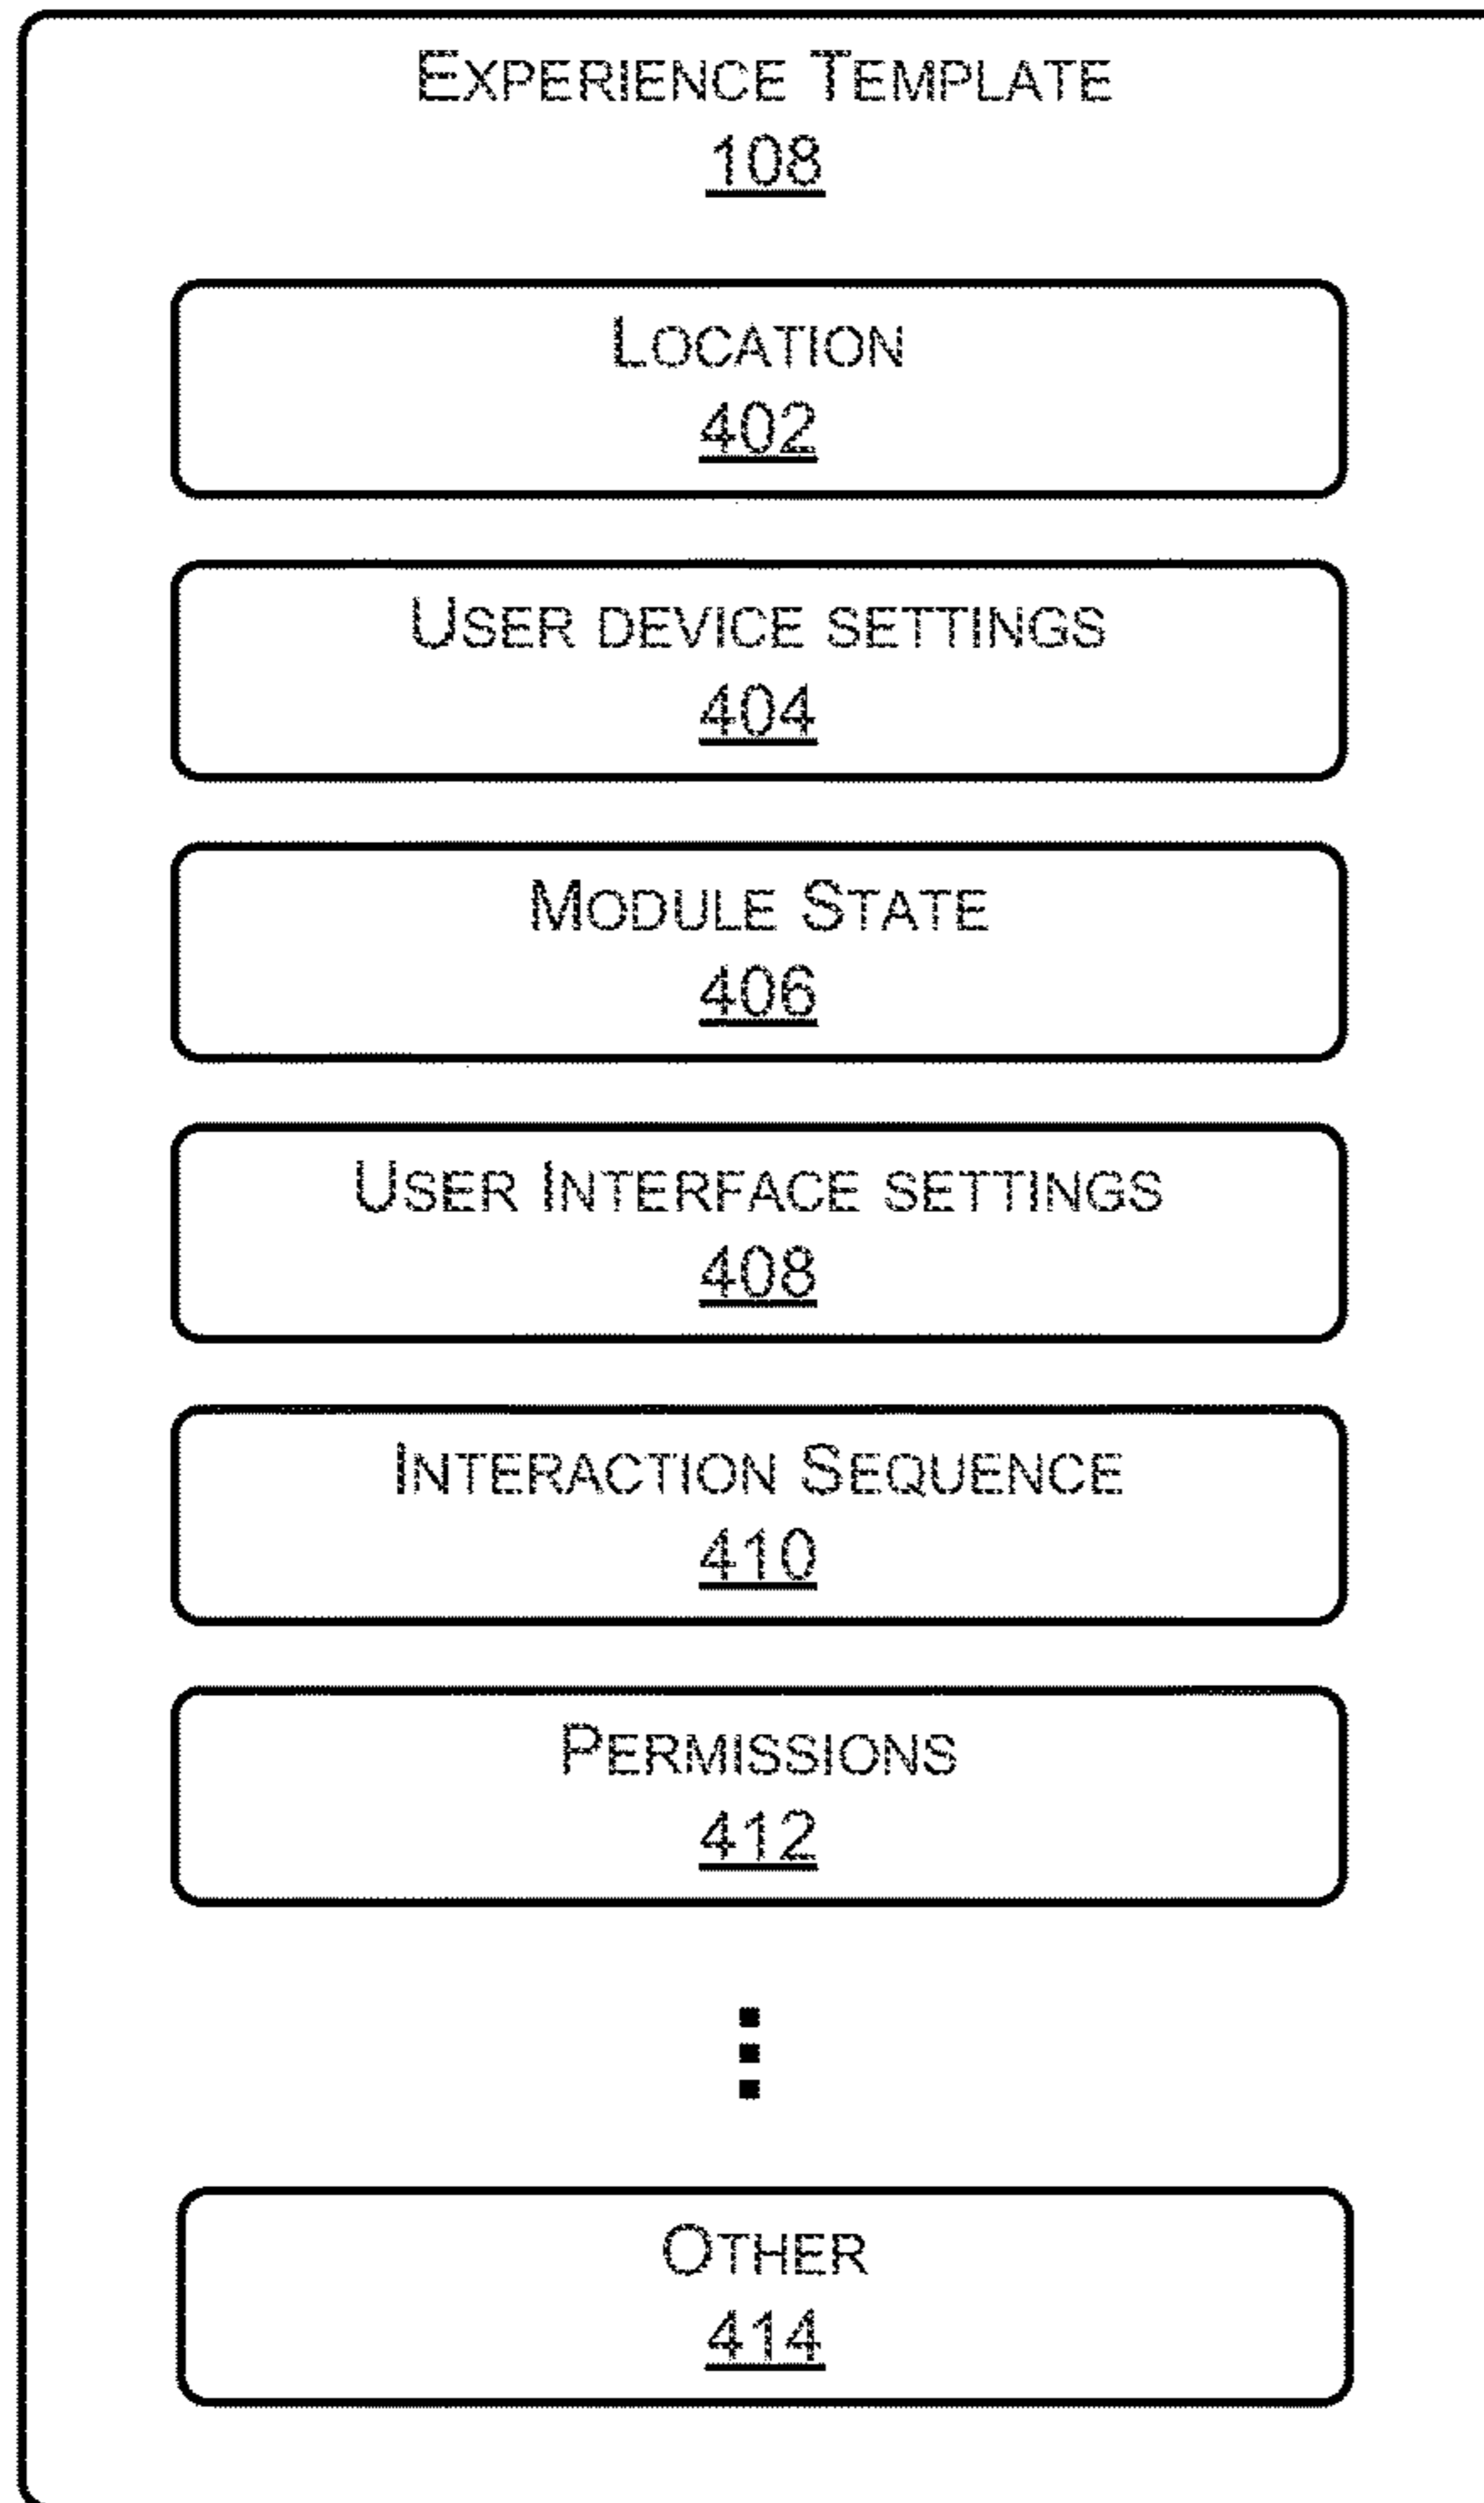 Experience Template
108
Location
402
User device settings
404
Module State
406
User Interface settings
408
Interaction Sequence
410
Permissions
412
Other
414